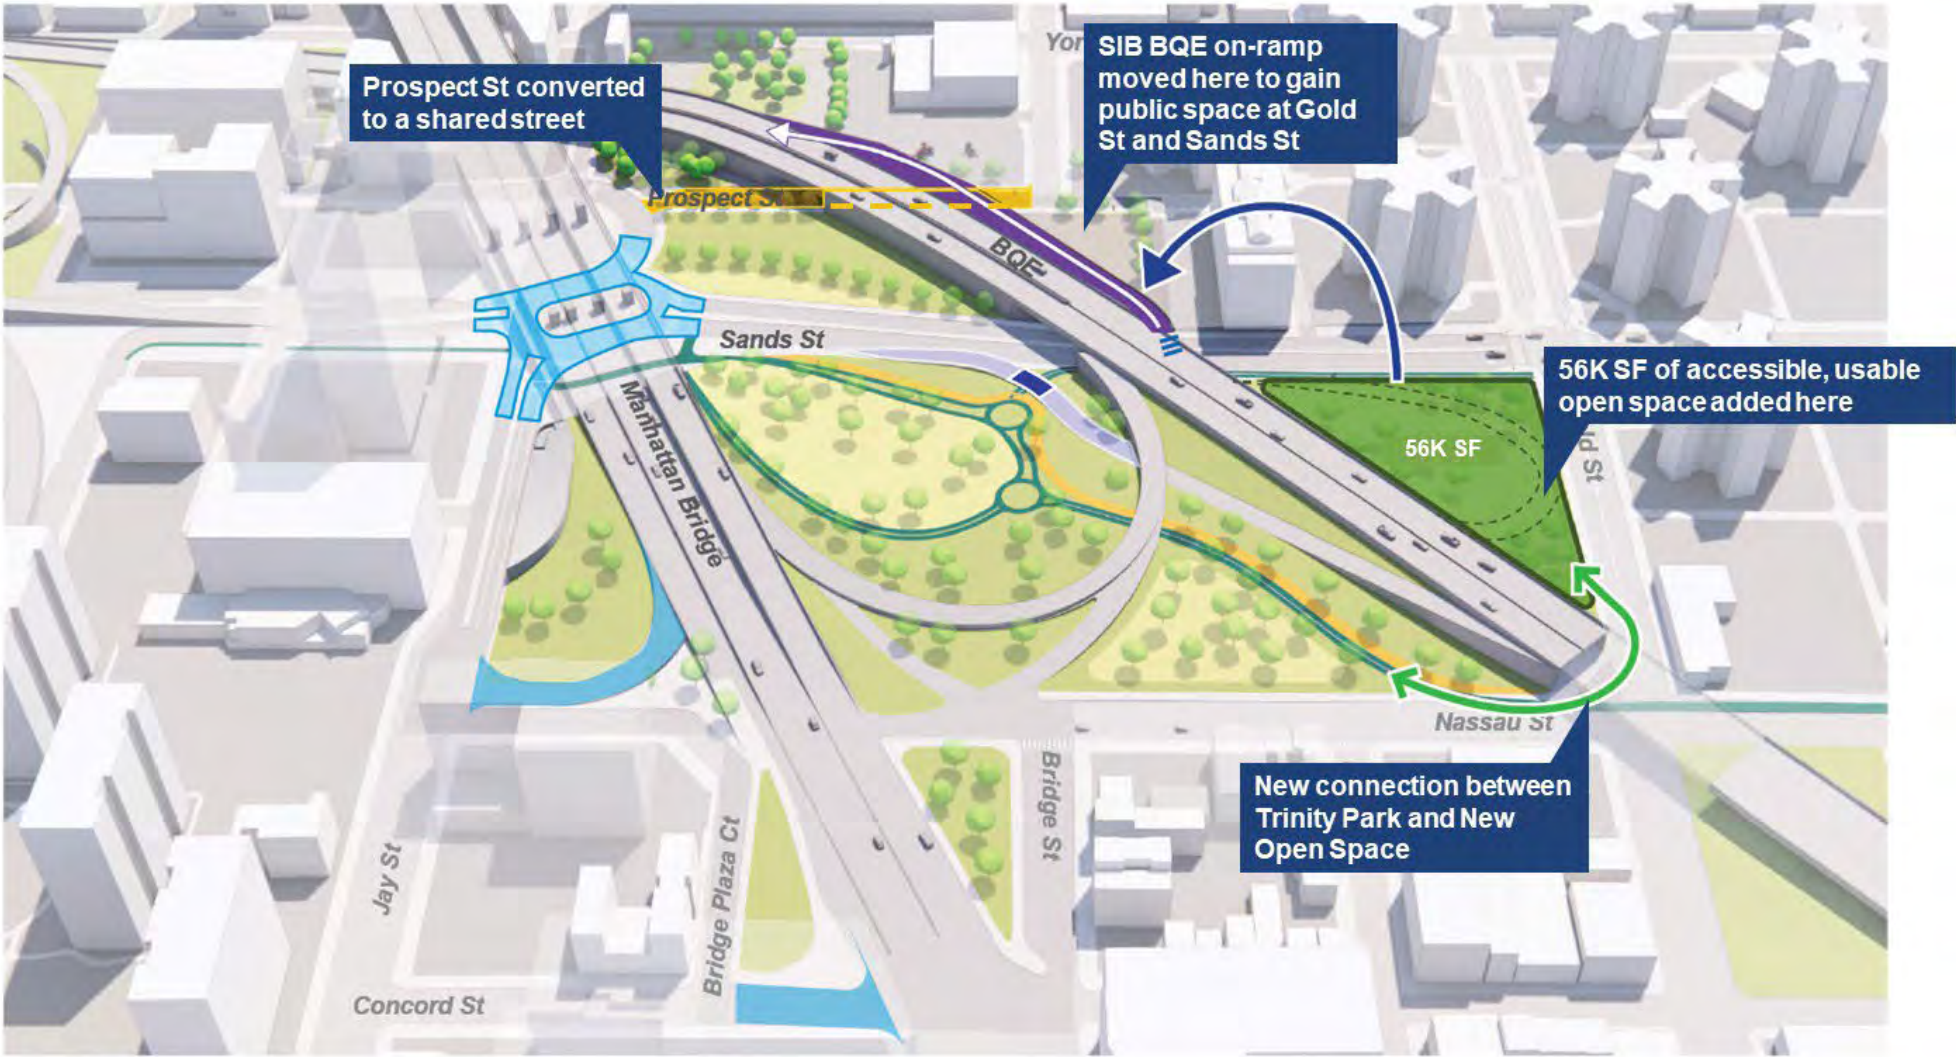 Yor
SIB BQE on-ramp
moved here to gain
public space at Gold
St and Sands St
Prospect St converted
to a shared street
Prospect St
BQE
Sands St
56K SF of accessible, usable
open space added here
56K SF
ld St
Manhattan Bridge
Nassau St
New connection between
Trinity Park and New
Open Space
Bridge St
Jay St
Bridge Plaza Ct
Concord St